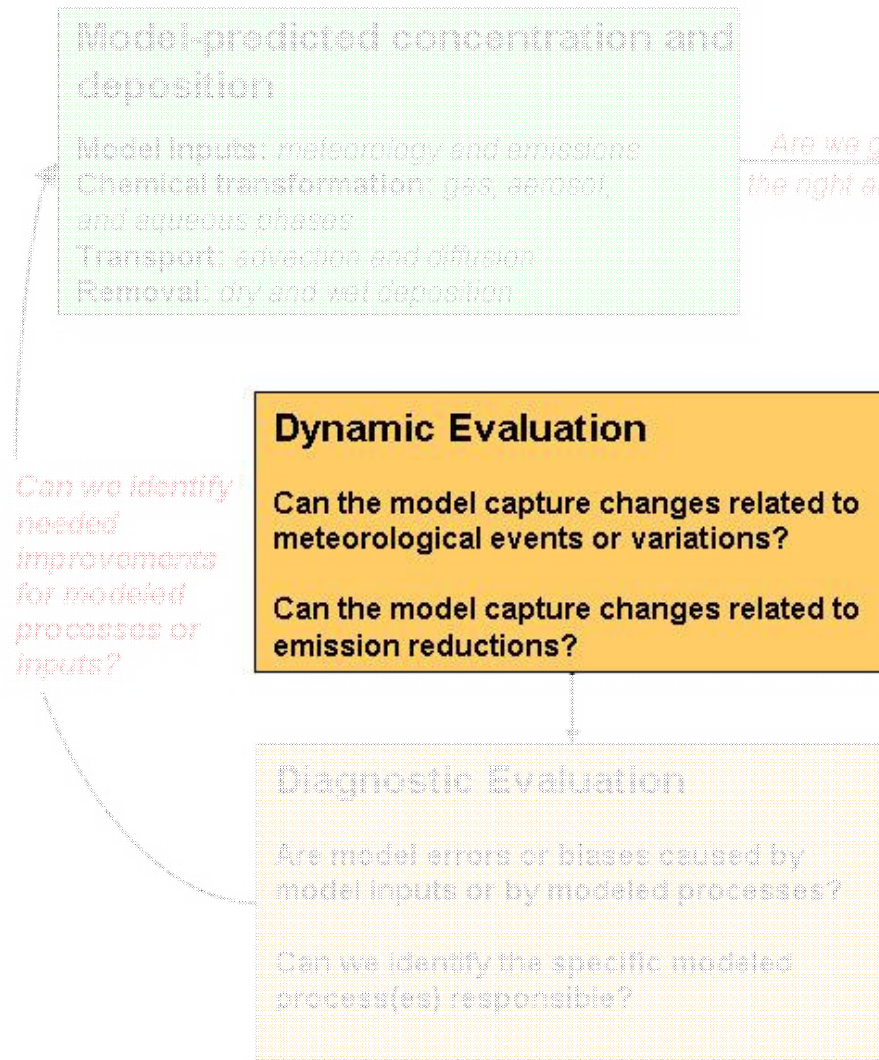 Model-predicted concentration and
deposition
Model Inputs: meteorology and emissions
Chemical transformation: gas, aerosol,
and aqueous phases
Transport: advection and diffusion
Removal: dry and wet deposition
Are we g
the right a
Dynamic Evaluation
Can the model capture changes related to
meteorological events or variations?
Can the model capture changes related to
emission reductions?
Can we identify
needed
improvements
for modeled
processes or
inputs?
Diagnostic Evaluation
Are model errors or biases caused by
model inputs or by modeled processes?
Can we identify the specific modeled
process(es) responsible?